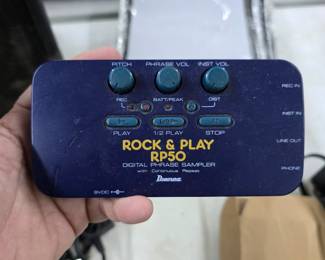 PITCH PHRASE VOL INST VOL
REC IN
REC BATT/PEAK DIST
INST IN
PLAY 1/2 PLAY STOP
LINE OUT
ROCK & PLAY
RP50
PHONE
DIGITAL PHRASE SAMPLER
with Continuous Repeat
9VDC
Ibanez